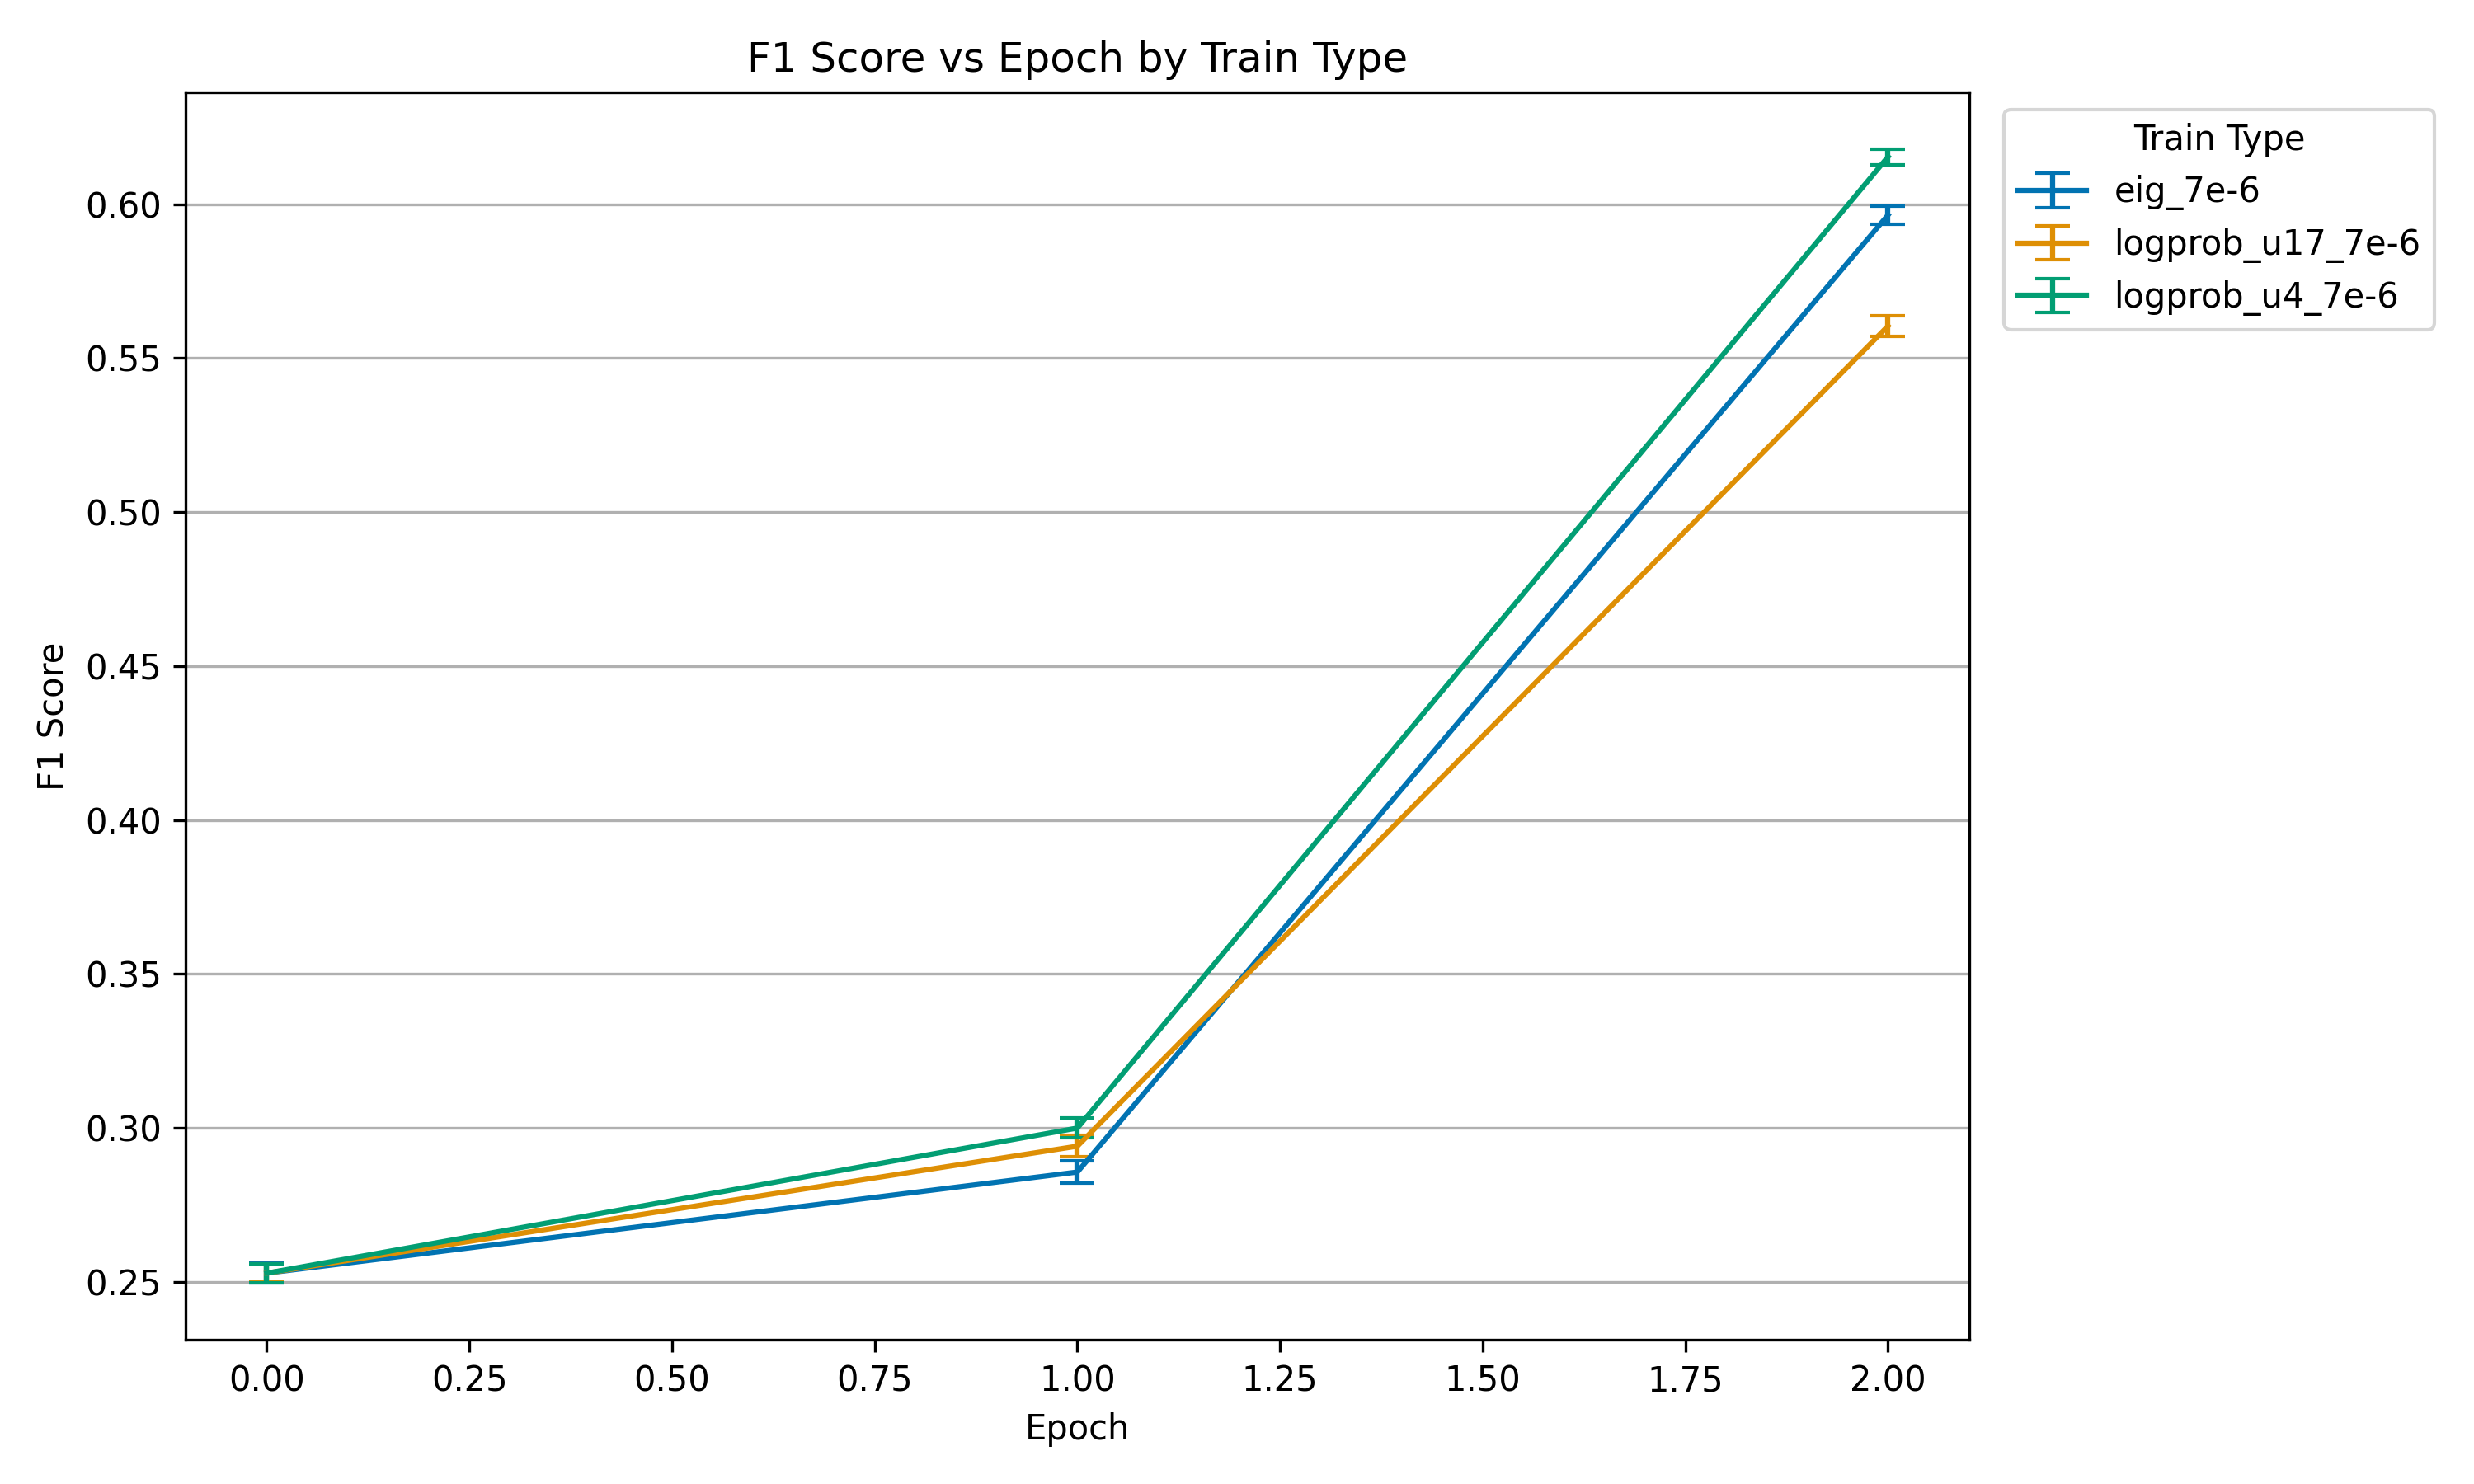 F1 Score vs Epoch by Train Type
Train Type
eig_7e-6
logprob_u17_7e-6
logprob_u4_7e-6
F1 Score
0.60
0.55
0.50
0.45
0.40
0.35
0.30
0.25
0.00 0.25 0.50 0.75 1.00 1.25 1.50 1.75 2.00
Epoch